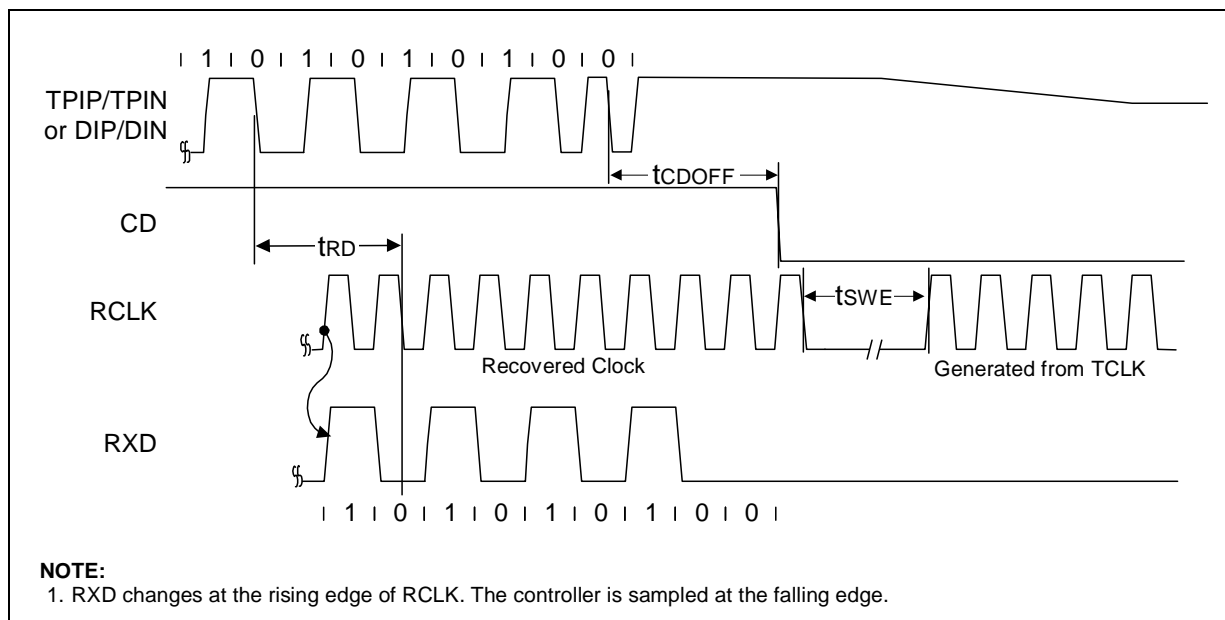 1 0 1 0 1 0 1 0 0
TPIP/TPIN
or DIP/DIN
tCDOFF
CD
tRD
RCLK
tSWE
Recovered Clock
Generated from TCLK
RXD
1 0 1 0 1 0 1 0 0
NOTE:
1. RXD changes at the rising edge of RCLK. The controller is sampled at the falling edge.